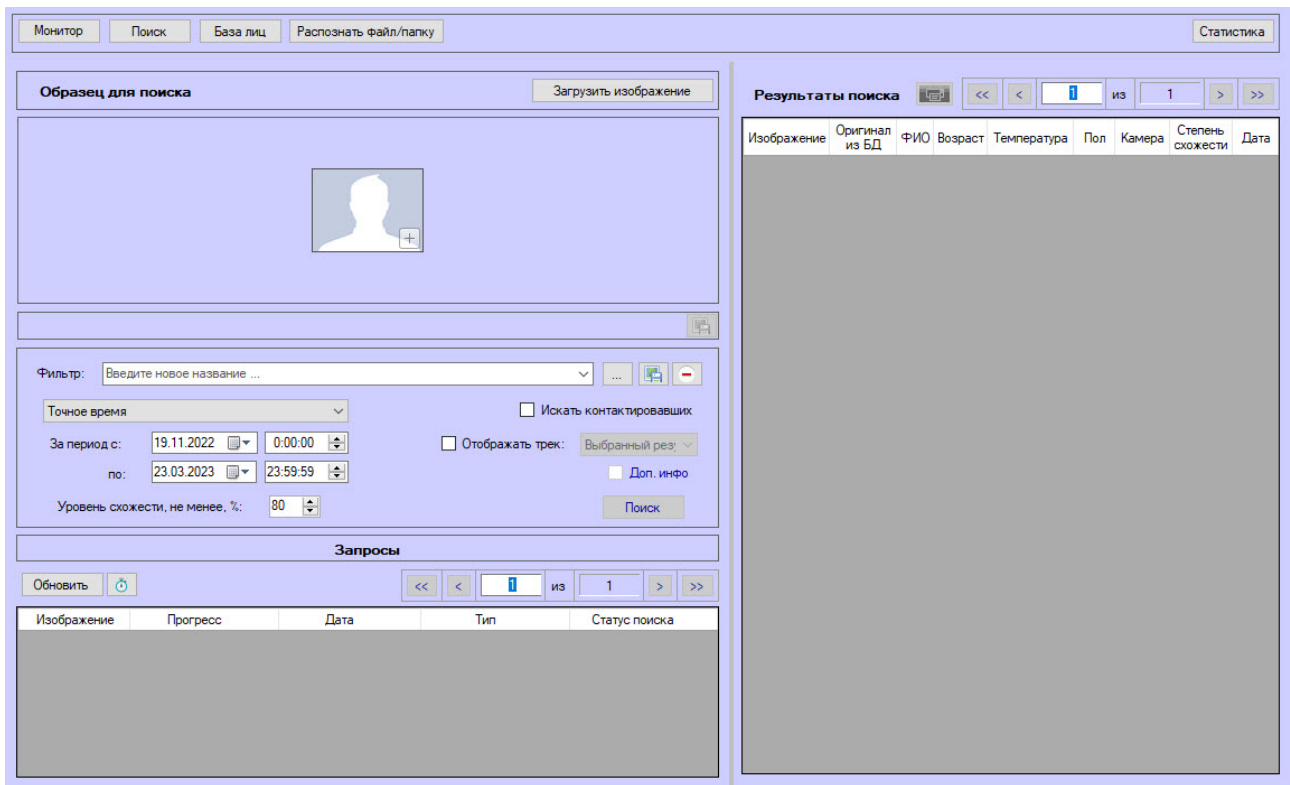 Монитор Поиск База лиц Распознать файл/папку Статистика
Образец для поиска Загрузить изображение
Фильтр: Введите новое название ... ...
Точное время Искать контактировавших
За период с: 19.11.2022 0:00:00 Отображать трек: Выбранный рез
по: 23.03.2023 23:59:59 Доп. инфо
Уровень схожести, не менее, %: 80 Поиск
Запросы
Обновить << < 1 из 1 > >>
Изображение Прогресс Дата Тип Статус поиска
Результаты поиска << < 1 из 1 > >>
Изображение Оригинал из БД ФИО Возраст Температура Пол Камера Степень схожести Дата